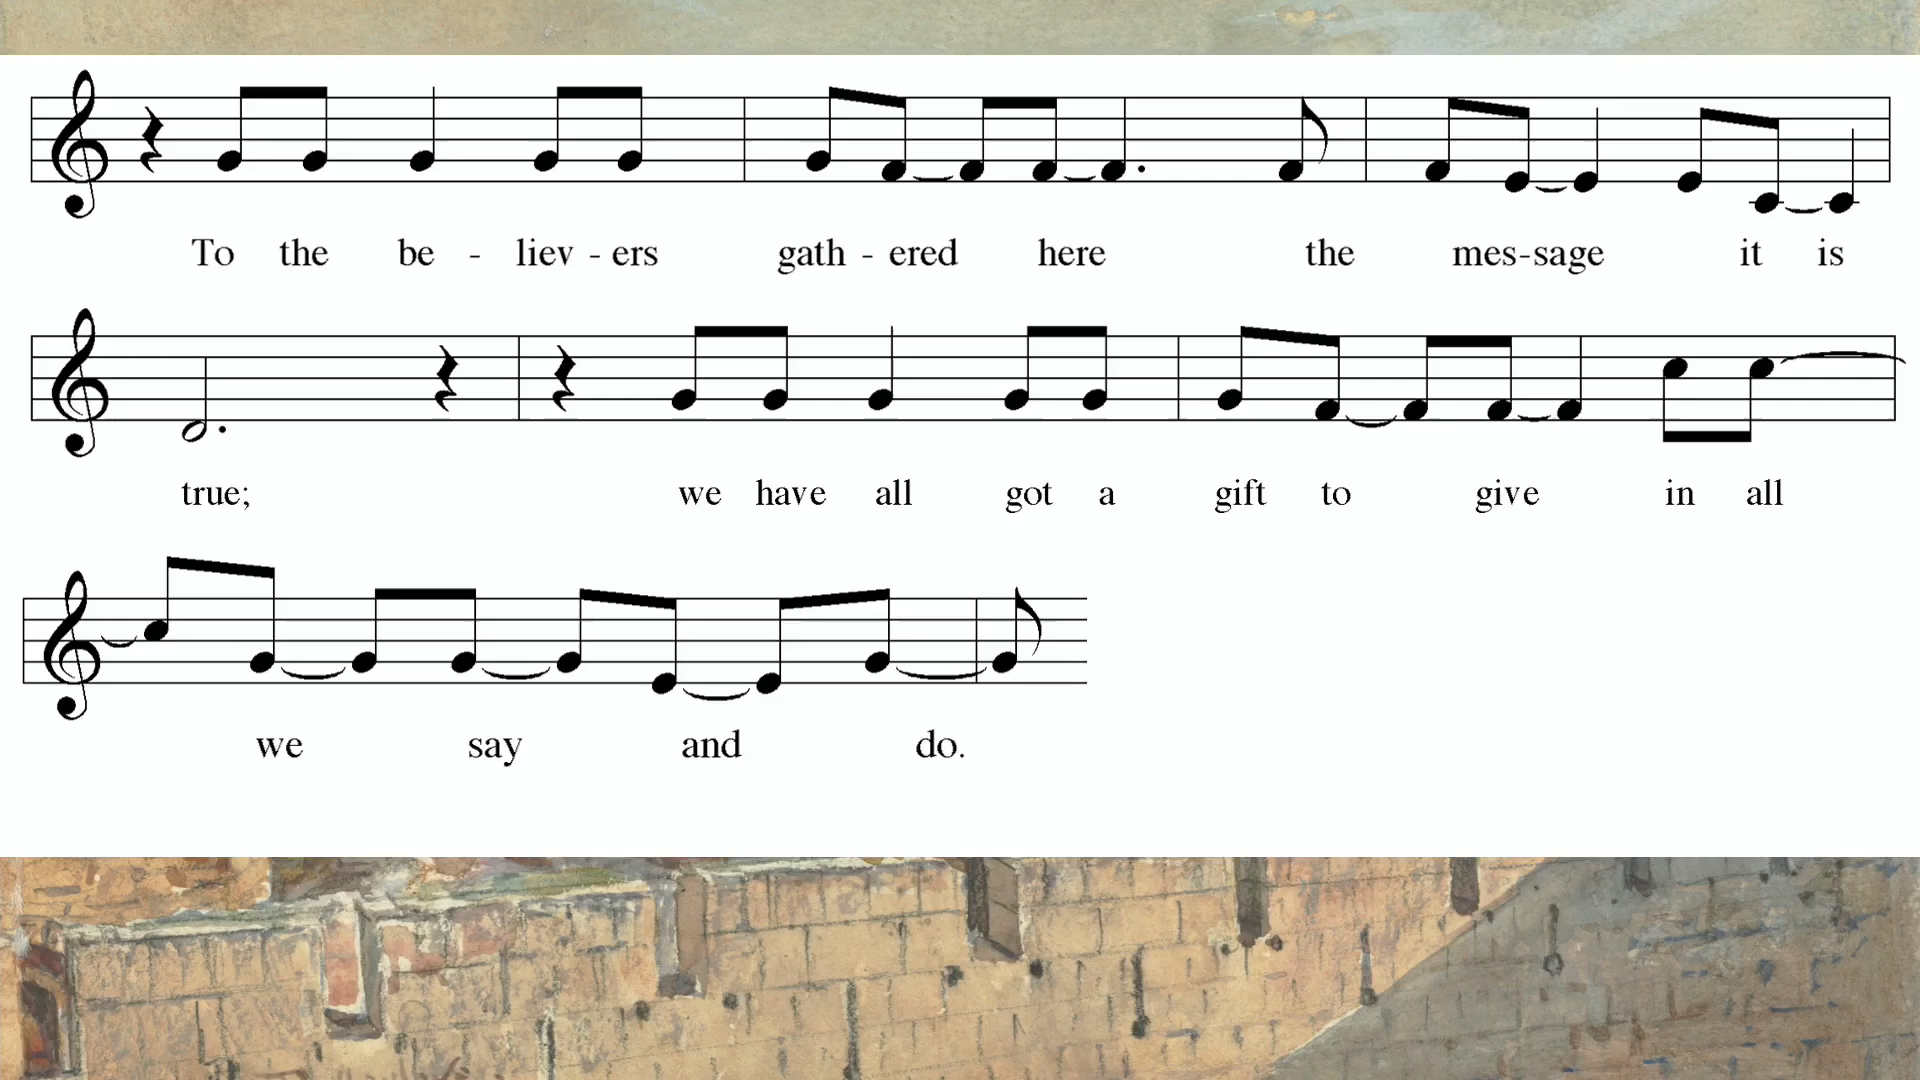 To the be - liev - ers gath - ered here the mes-sage it is
true; we have all got a gift to give in all
we say and do.